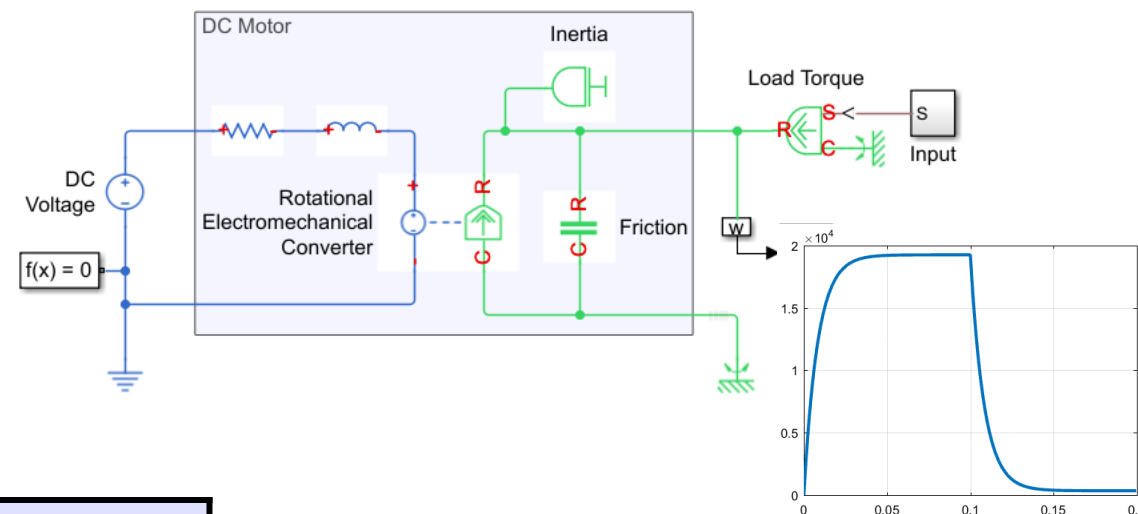 DC Motor
Inertia
Load Torque
R
S
C
S
Input
DC
Voltage
+
-
+
-
+
-
+
-
Rotational
Electromechanical
Converter
R
C
R
C
Friction
w
f(x) = 0
×10⁴
2
1.5
1
0.5
0
0 0.05 0.1 0.15 0.